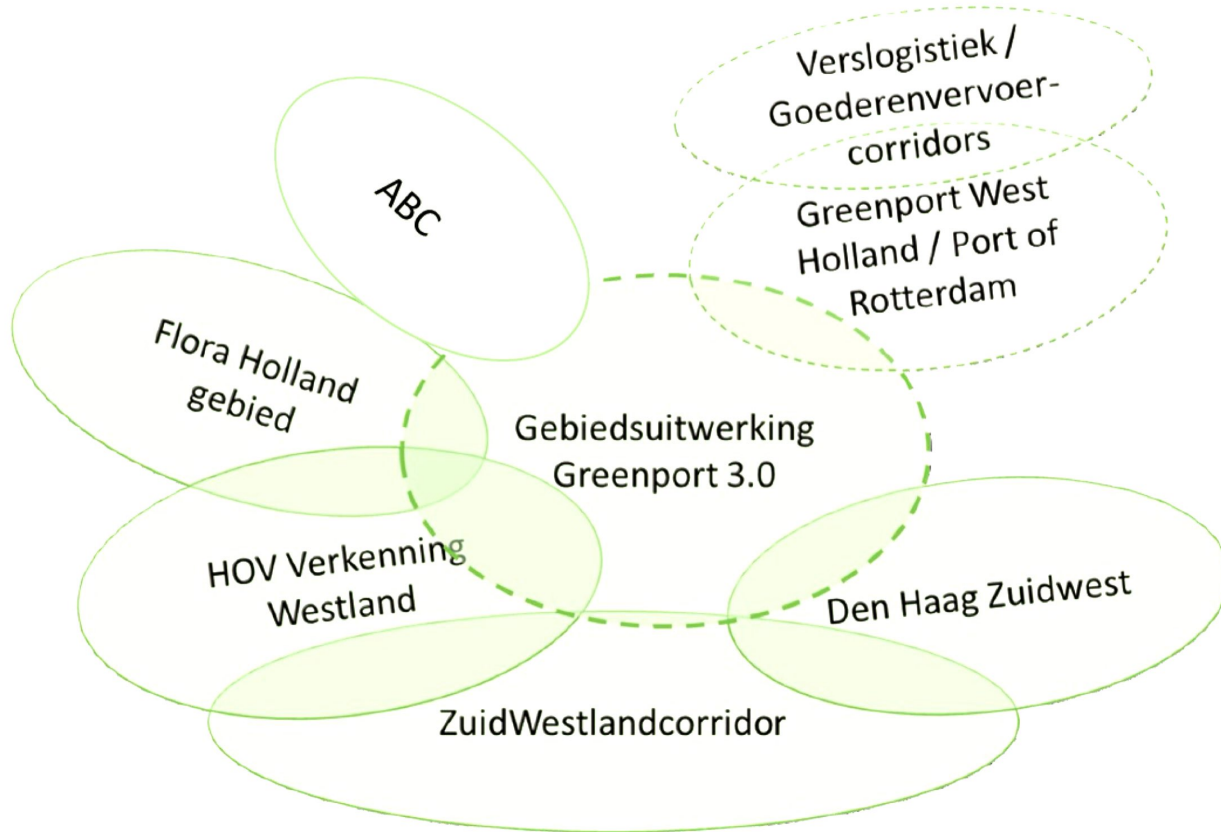 Verslogistiek /
Goederenvervoer-
corridors
ABC
Greenport West
Holland / Port of
Rotterdam
Flora Holland
gebied
Gebiedsuitwerking
Greenport 3.0
HOV Verkenning
Westland
Den Haag Zuidwest
ZuidWestlandcorridor